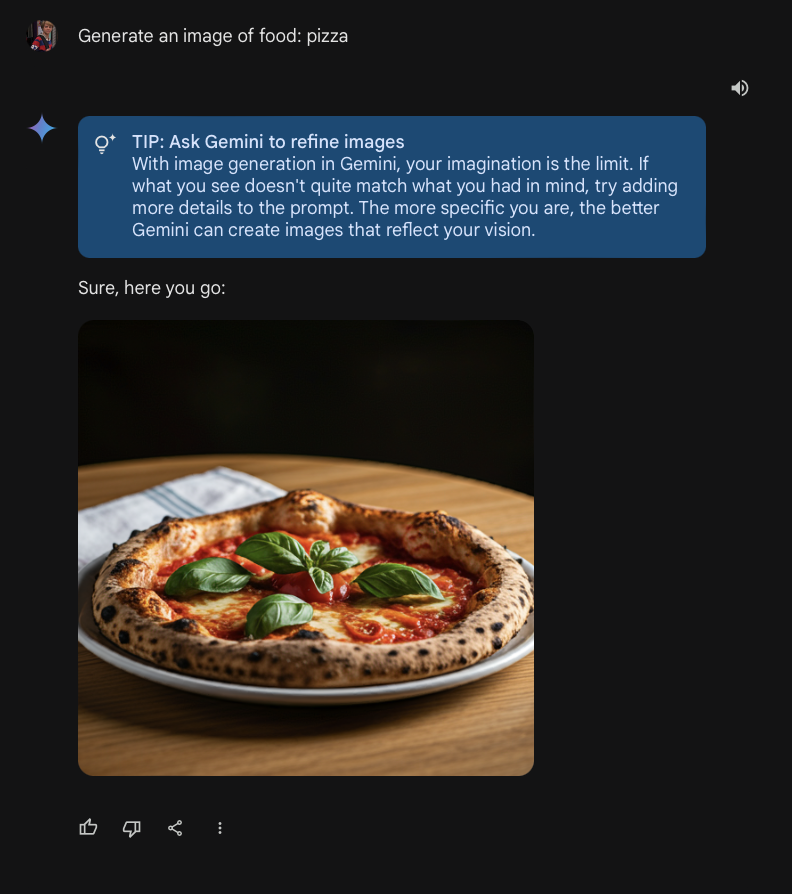 Generate an image of food: pizza
TIP: Ask Gemini to refine images
With image generation in Gemini, your imagination is the limit. If
what you see doesn't quite match what you had in mind, try adding
more details to the prompt. The more specific you are, the better
Gemini can create images that reflect your vision.
Sure, here you go: